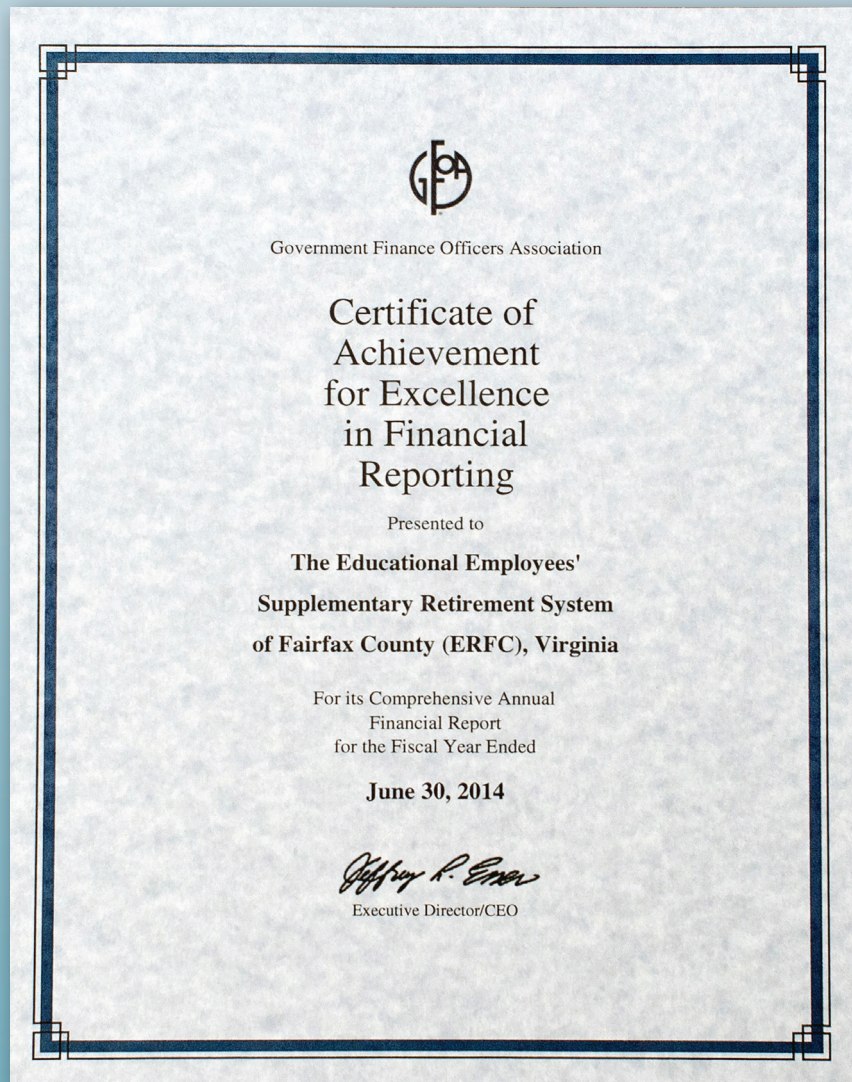 GFOA
Government Finance Officers Association
Certificate of
Achievement
for Excellence
in Financial
Reporting
Presented to
The Educational Employees'
Supplementary Retirement System
of Fairfax County (ERFC), Virginia
For its Comprehensive Annual
Financial Report
for the Fiscal Year Ended
June 30, 2014
Jeffrey R. Enen
Executive Director/CEO